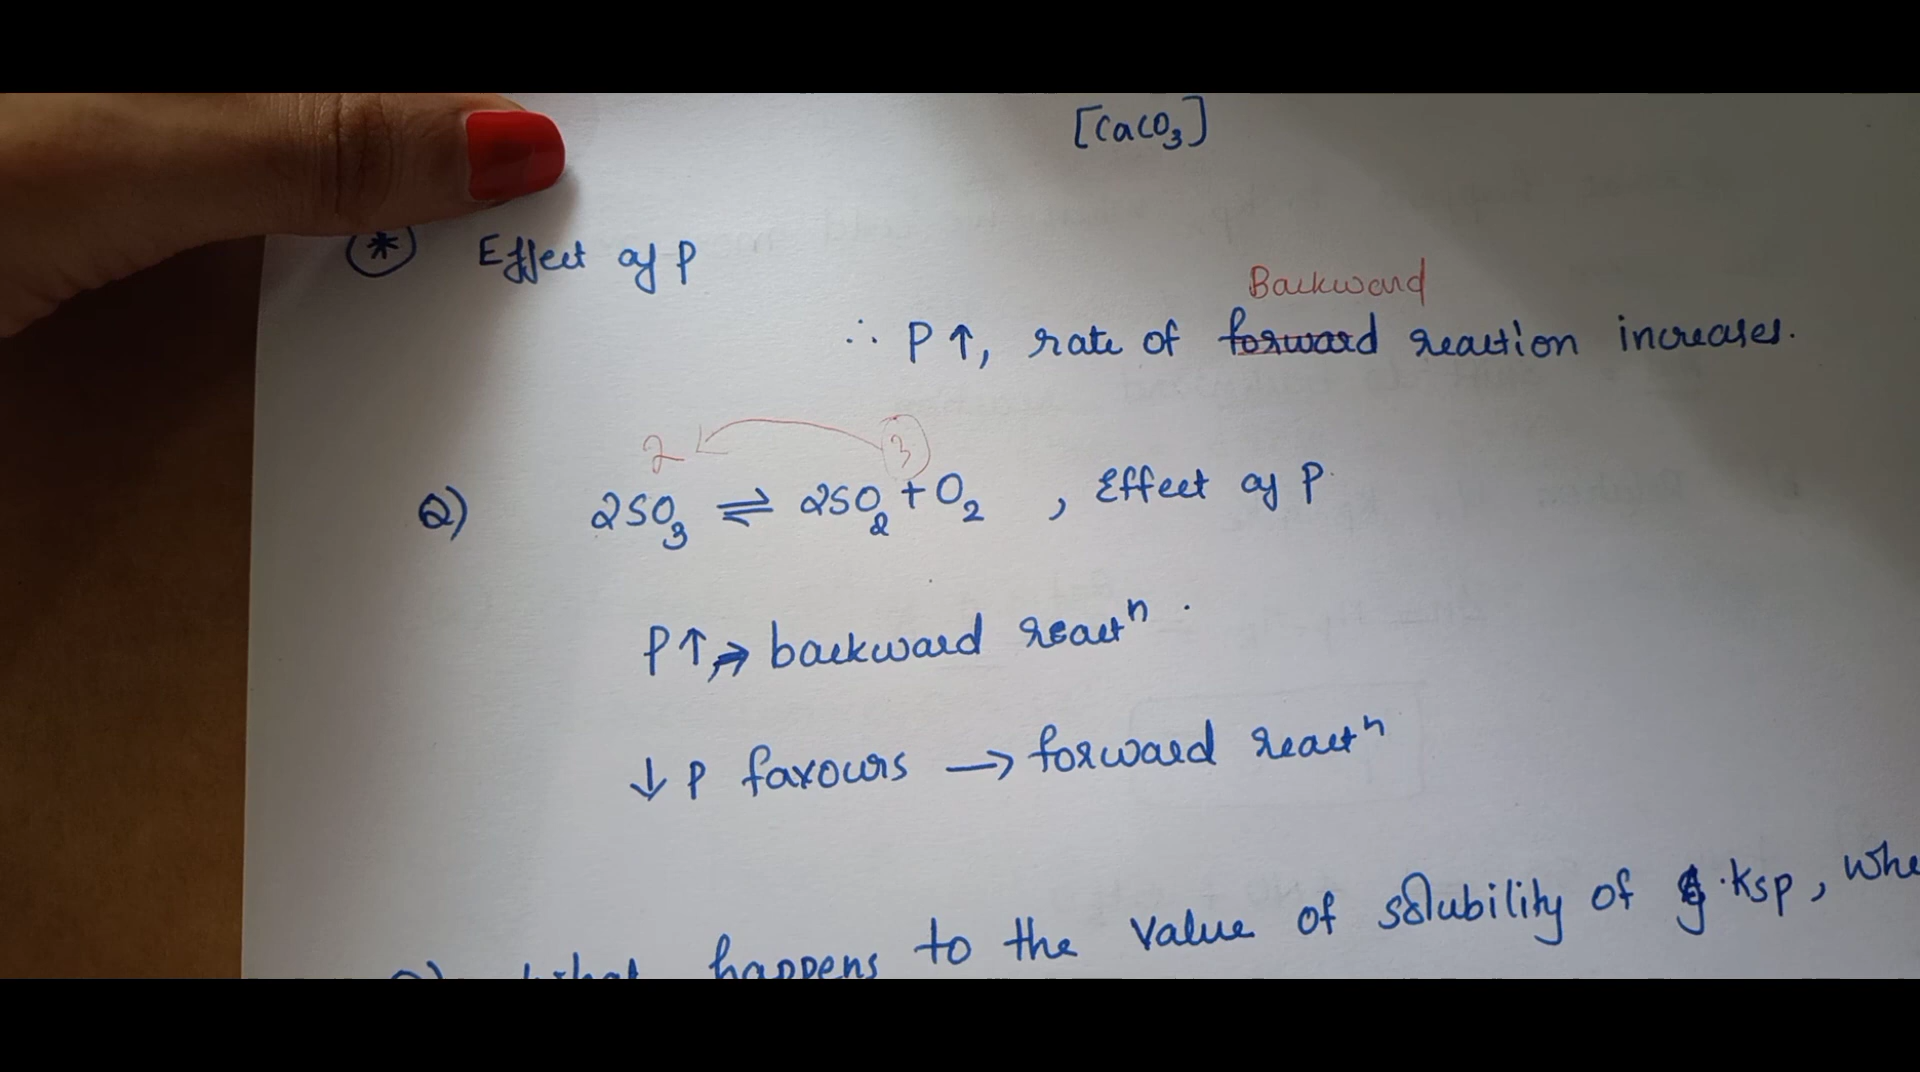 [CaCO₃]
* Effect of P
Backward
∴ P↑, rate of forward reaction increases.
2 3
Q) 2SO₃ ⇌ 2SO₂ + O₂ , Effect of P.
P↑, → backward reactⁿ.
↓ P favours → forward reactⁿ
Q) What happens to the value of solubility of Ksp, whe